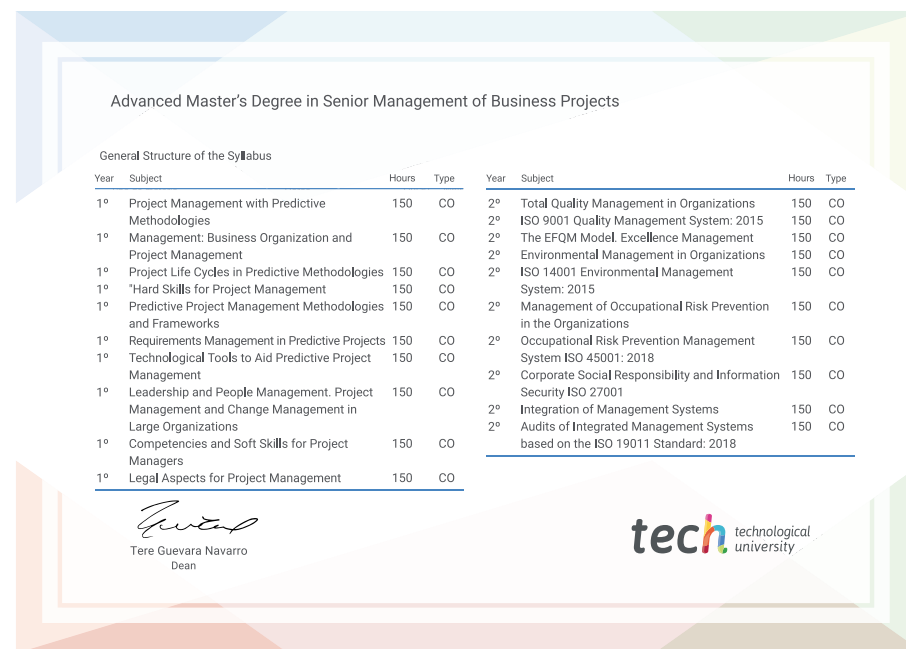 Advanced Master's Degree in Senior Management of Business Projects
General Structure of the Syllabus
Year Subject Hours Type
1º Project Management with Predictive 150 CO
Methodologies
1º Management: Business Organization and 150 CO
Project Management
1º Project Life Cycles in Predictive Methodologies 150 CO
1º "Hard Skills for Project Management 150 CO
1º Predictive Project Management Methodologies 150 CO
and Frameworks
1º Requirements Management in Predictive Projects 150 CO
1º Technological Tools to Aid Predictive Project 150 CO
Management
1º Leadership and People Management. Project 150 CO
Management and Change Management in
Large Organizations
1º Competencies and Soft Skills for Project 150 CO
Managers
1º Legal Aspects for Project Management 150 CO
Year Subject Hours Type
2º Total Quality Management in Organizations 150 CO
2º ISO 9001 Quality Management System: 2015 150 CO
2º The EFQM Model. Excellence Management 150 CO
2º Environmental Management in Organizations 150 CO
2º ISO 14001 Environmental Management 150 CO
System: 2015
2º Management of Occupational Risk Prevention 150 CO
in the Organizations
2º Occupational Risk Prevention Management 150 CO
System ISO 45001: 2018
2º Corporate Social Responsibility and Information 150 CO
Security ISO 27001
2º Integration of Management Systems 150 CO
2º Audits of Integrated Management Systems 150 CO
based on the ISO 19011 Standard: 2018
Tere Guevara Navarro
Dean
tech technological
university